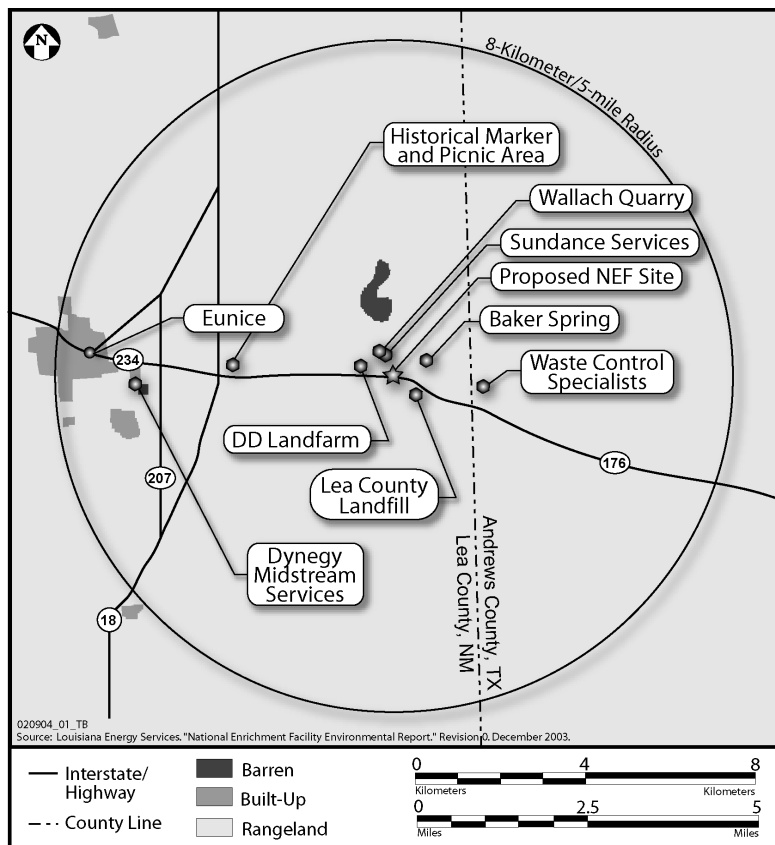 N
8-Kilometer/5-mile Radius
Historical Marker
and Picnic Area
Wallach Quarry
Sundance Services
Proposed NEF Site
Baker Spring
Eunice
Waste Control
Specialists
234
DD Landfarm
176
207
Lea County
Landfill
Andrews County, TX
Lea County, NM
Dynegy
Midstream
Services
18
020904_01_TB
Source: Louisiana Energy Services. "National Enrichment Facility Environmental Report." Revision 0. December 2003.
Interstate/
Highway
County Line
Barren
Built-Up
Rangeland
0 4 8
Kilometers Kilometers
0 2.5 5
Miles Miles